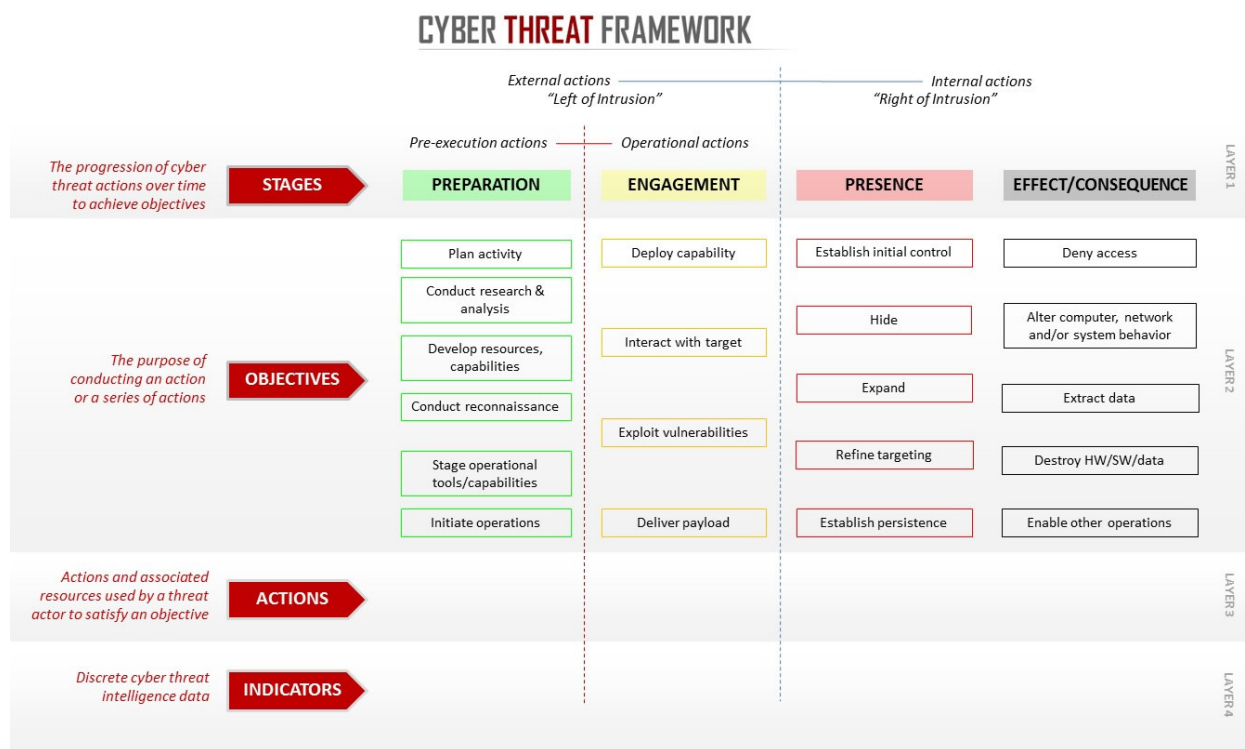 CYBER THREAT FRAMEWORK
External actions
"Left of Intrusion"
Internal actions
"Right of Intrusion"
Pre-execution actions
Operational actions
The progression of cyber
threat actions over time
to achieve objectives
STAGES
PREPARATION
ENGAGEMENT
PRESENCE
EFFECT/CONSEQUENCE
LAYER 1
The purpose of
conducting an action
or a series of actions
OBJECTIVES
Plan activity
Conduct research &
analysis
Develop resources,
capabilities
Conduct reconnaissance
Stage operational
tools/capabilities
Initiate operations
Deploy capability
Interact with target
Exploit vulnerabilities
Deliver payload
Establish initial control
Hide
Expand
Refine targeting
Establish persistence
Deny access
Alter computer, network
and/or system behavior
Extract data
Destroy HW/SW/data
Enable other operations
LAYER 2
Actions and associated
resources used by a threat
actor to satisfy an objective
ACTIONS
LAYER 3
Discrete cyber threat
intelligence data
INDICATORS
LAYER 4